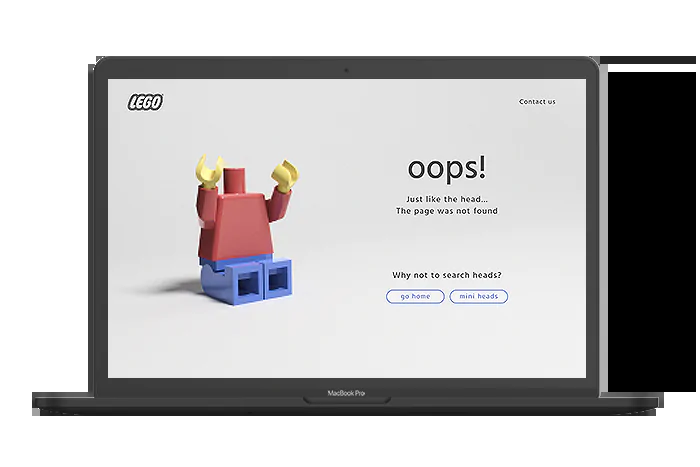 LEGO
Contact us
oops!
Just like the head...
The page was not found
Why not to search heads?
go home
mini heads
MacBook Pro